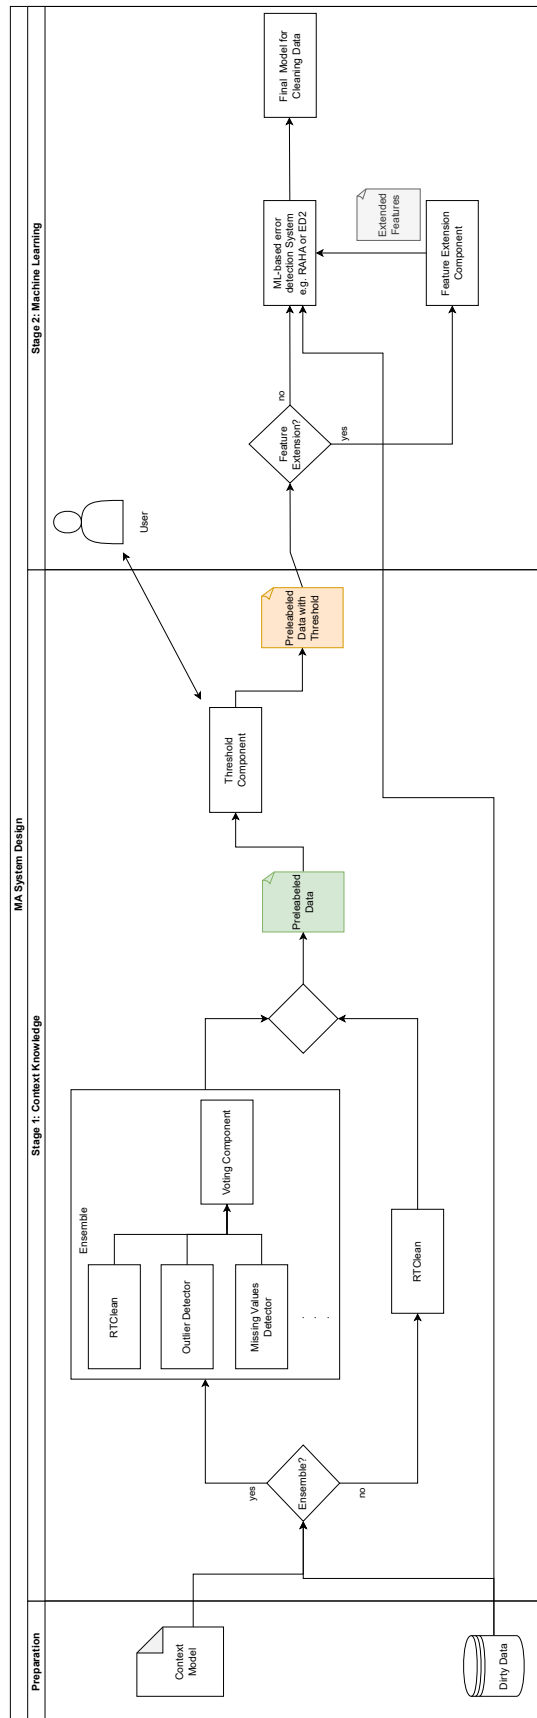 MA System Design
Preparation
Stage 1: Context Knowledge
Stage 2: Machine Learning
Context
Model
Dirty Data
Ensemble?
yes
no
Ensemble
RTClean
Outlier Detector
Missing Values
Detector
. . .
Voting Component
RTClean
Preleabeled
Data
Threshold
Component
Preleabeled
Data with
Threshold
User
Feature
Extension?
no
yes
ML-based error
detection System
e.g. RAHA or ED2
Extended
Features
Feature Extension
Component
Final Model for
Cleaning Data